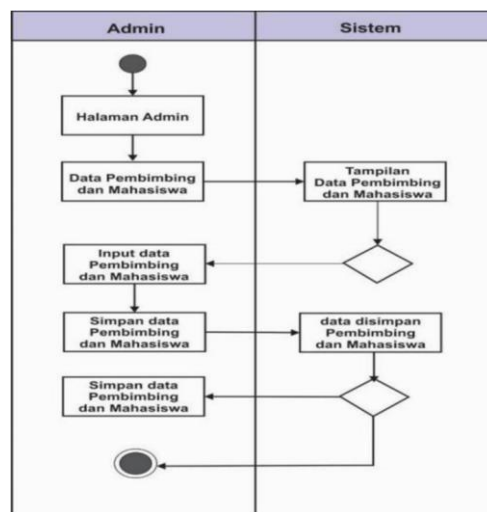 Admin
Sistem
Halaman Admin
Data Pembimbing
dan Mahasiswa
Tampilan
Data Pembimbing
dan Mahasiswa
Input data
Pembimbing
dan Mahasiswa
Simpan data
Pembimbing
dan Mahasiswa
data disimpan
Pembimbing
dan Mahasiswa
Simpan data
Pembimbing
dan Mahasiswa